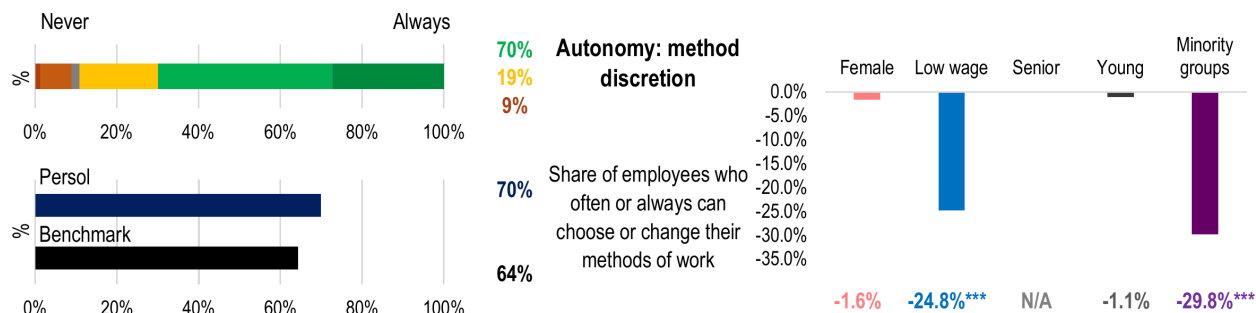 Never Always
%
0% 20% 40% 60% 80% 100%
70%
19%
9%
Persol
Benchmark
%
0% 20% 40% 60% 80% 100%
70%
64%
Autonomy: method
discretion
Share of employees who
often or always can
choose or change their
methods of work
Female Low wage Senior Young Minority
groups
0.0%
-5.0%
-10.0%
-15.0%
-20.0%
-25.0%
-30.0%
-35.0%
-1.6% -24.8%*** N/A -1.1% -29.8%***